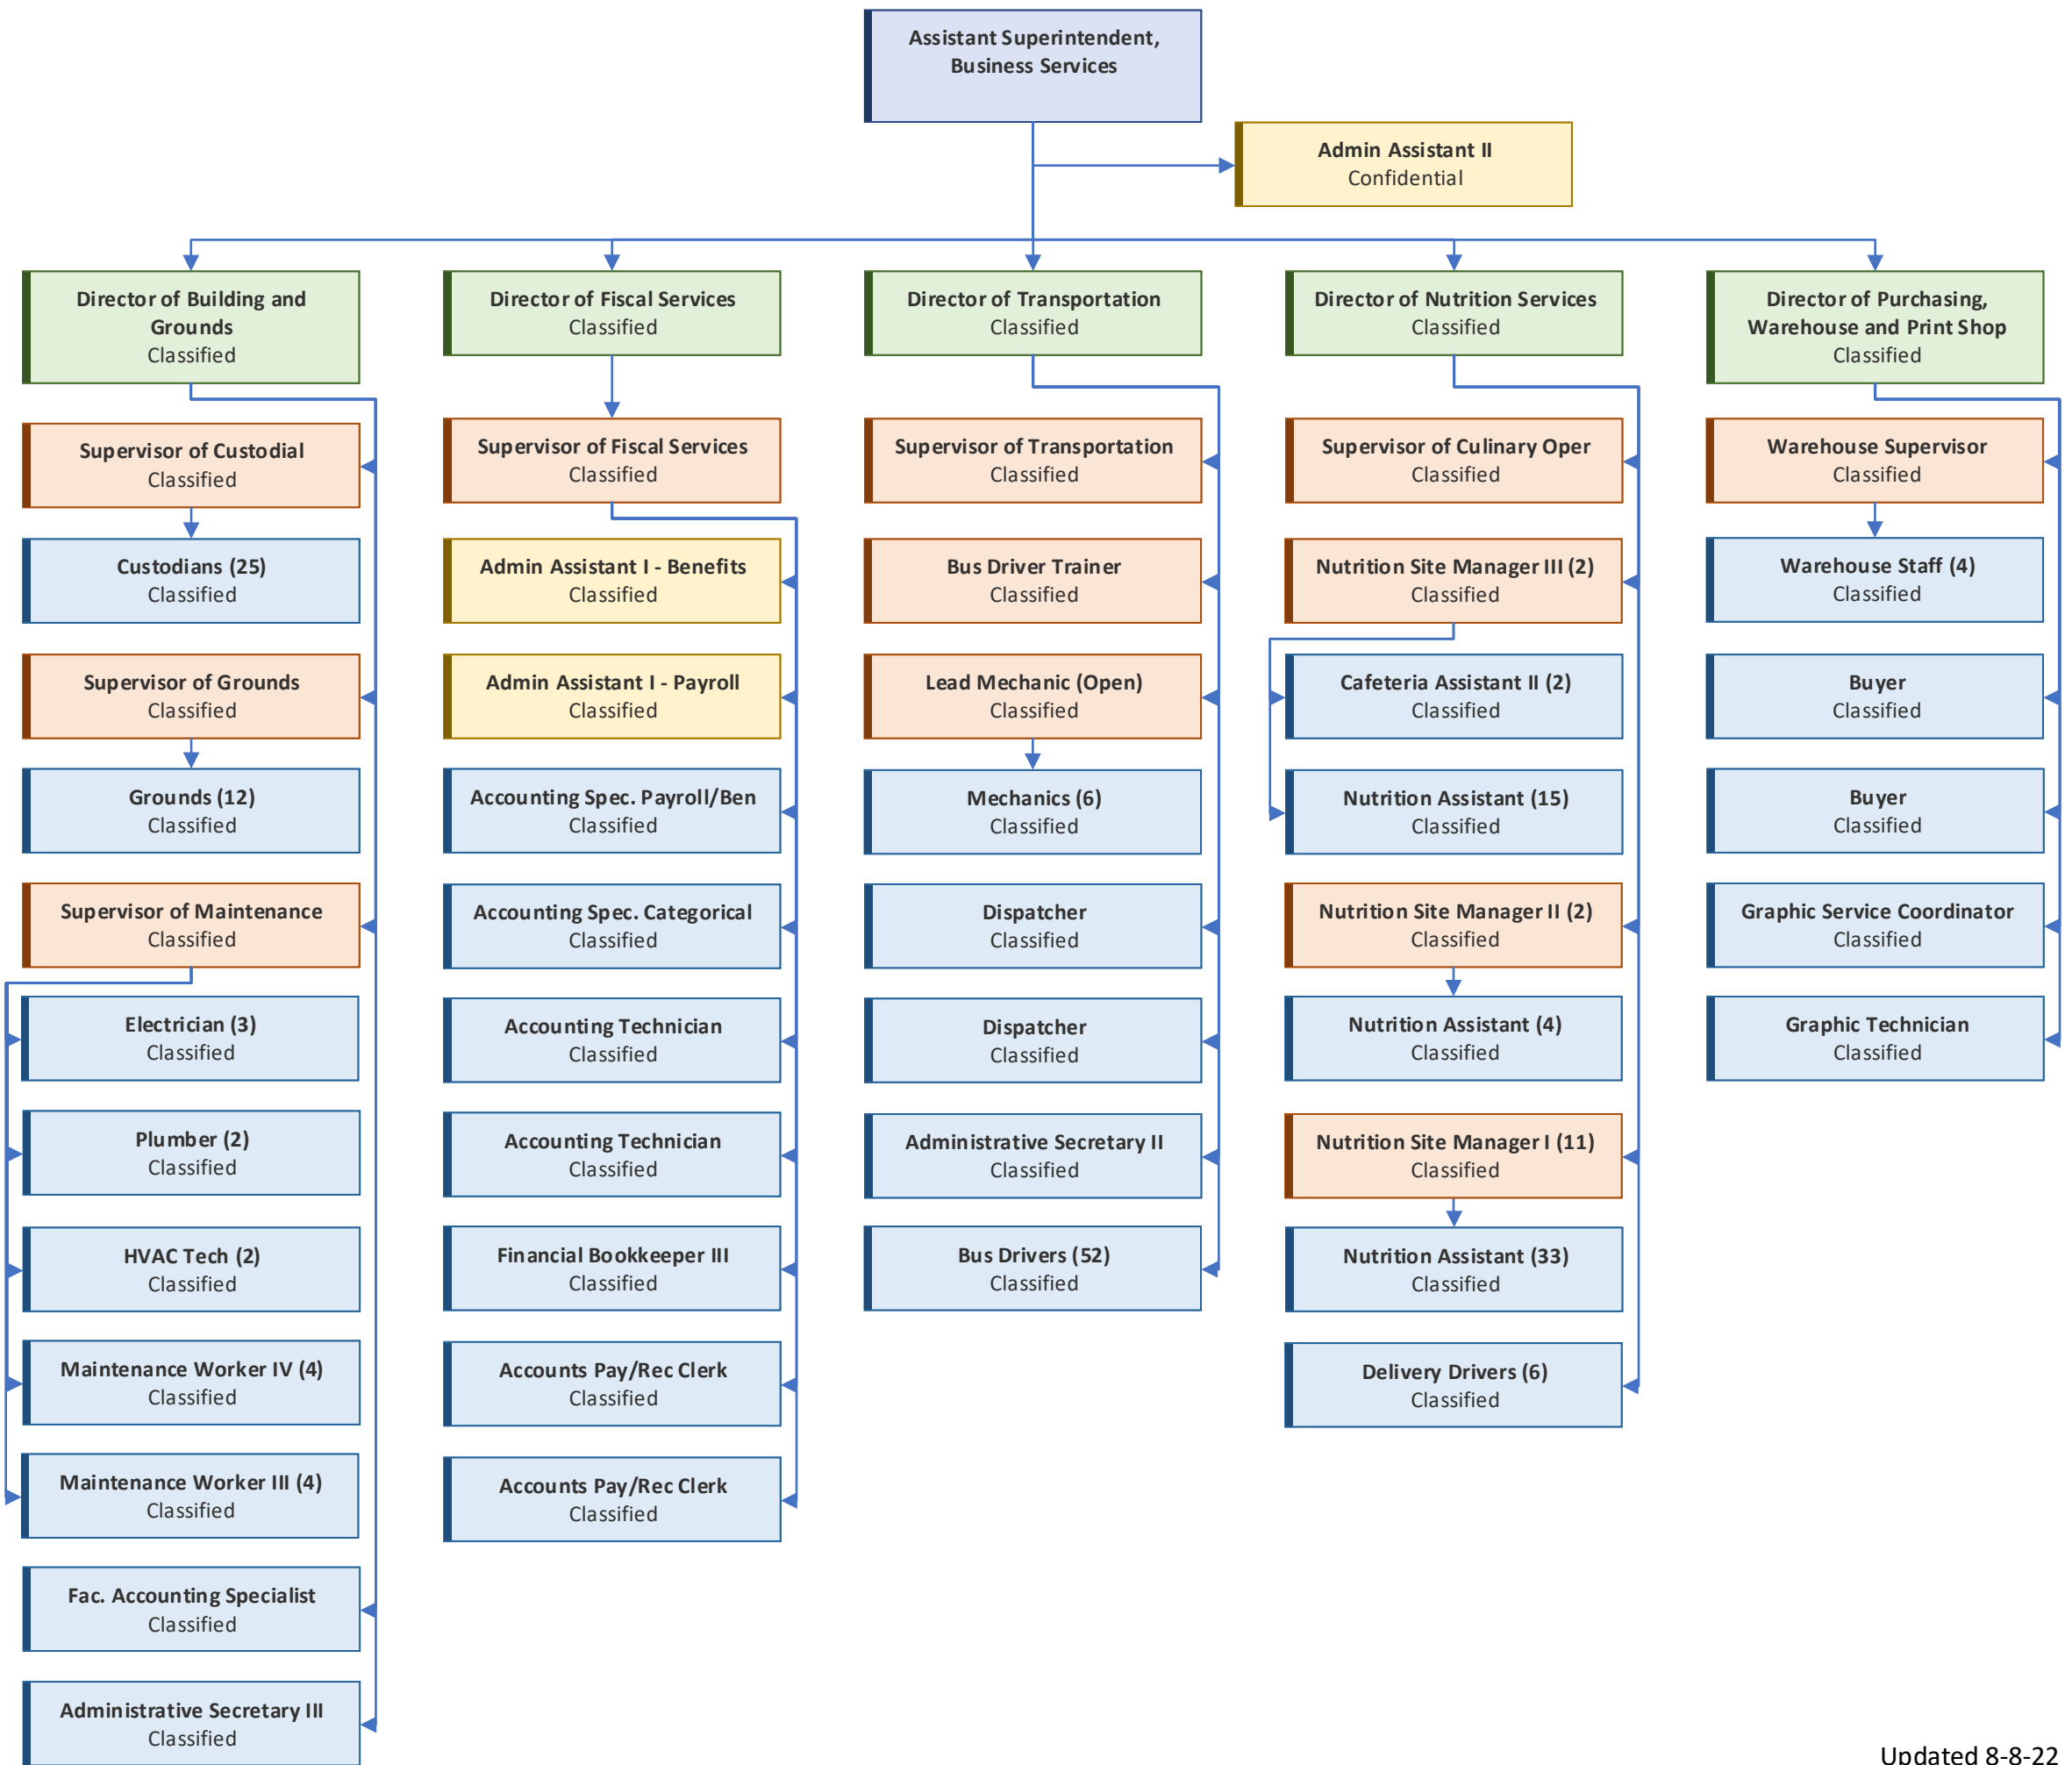 Assistant Superintendent,
Business Services
Admin Assistant II
Confidential
Director of Building and
Grounds
Classified
Supervisor of Custodial
Classified
Custodians (25)
Classified
Supervisor of Grounds
Classified
Grounds (12)
Classified
Supervisor of Maintenance
Classified
Electrician (3)
Classified
Plumber (2)
Classified
HVAC Tech (2)
Classified
Maintenance Worker IV (4)
Classified
Maintenance Worker III (4)
Classified
Fac. Accounting Specialist
Classified
Administrative Secretary III
Classified
Director of Fiscal Services
Classified
Supervisor of Fiscal Services
Classified
Admin Assistant I - Benefits
Classified
Admin Assistant I - Payroll
Classified
Accounting Spec. Payroll/Ben
Classified
Accounting Spec. Categorical
Classified
Accounting Technician
Classified
Accounting Technician
Classified
Financial Bookkeeper III
Classified
Accounts Pay/Rec Clerk
Classified
Accounts Pay/Rec Clerk
Classified
Director of Transportation
Classified
Supervisor of Transportation
Classified
Bus Driver Trainer
Classified
Lead Mechanic (Open)
Classified
Mechanics (6)
Classified
Dispatcher
Classified
Dispatcher
Classified
Administrative Secretary II
Classified
Bus Drivers (52)
Classified
Director of Nutrition Services
Classified
Supervisor of Culinary Oper
Classified
Nutrition Site Manager III (2)
Classified
Cafeteria Assistant II (2)
Classified
Nutrition Assistant (15)
Classified
Nutrition Site Manager II (2)
Classified
Nutrition Assistant (4)
Classified
Nutrition Site Manager I (11)
Classified
Nutrition Assistant (33)
Classified
Delivery Drivers (6)
Classified
Director of Purchasing,
Warehouse and Print Shop
Classified
Warehouse Supervisor
Classified
Warehouse Staff (4)
Classified
Buyer
Classified
Buyer
Classified
Graphic Service Coordinator
Classified
Graphic Technician
Classified
Updated 8-8-22